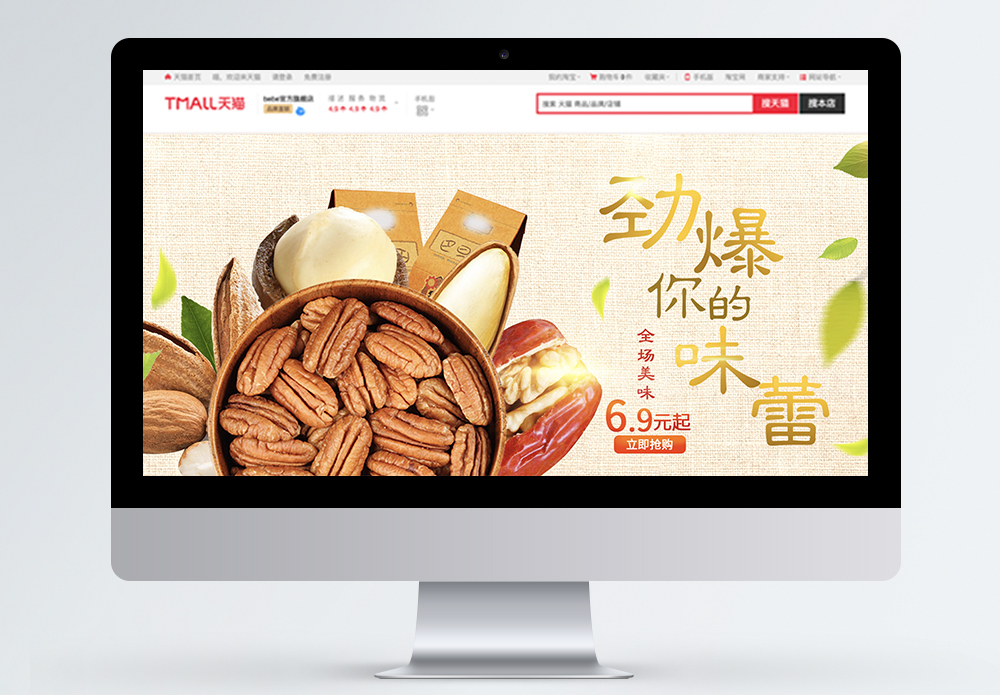 天猫首页 喵，欢迎来天猫 请登录 免费注册
我的淘宝 购物车0件 收藏夹 手机版 淘宝网 商家支持 网站导航
TMALL天猫
bebe官方旗舰店
品牌直销
描述 服务 物流
4.9 4.9 4.9
手机逛
搜索 天猫 商品/品牌/店铺
搜天猫
搜本店
劲爆
你的
味蕾
全场美味
6.9元起
立即抢购